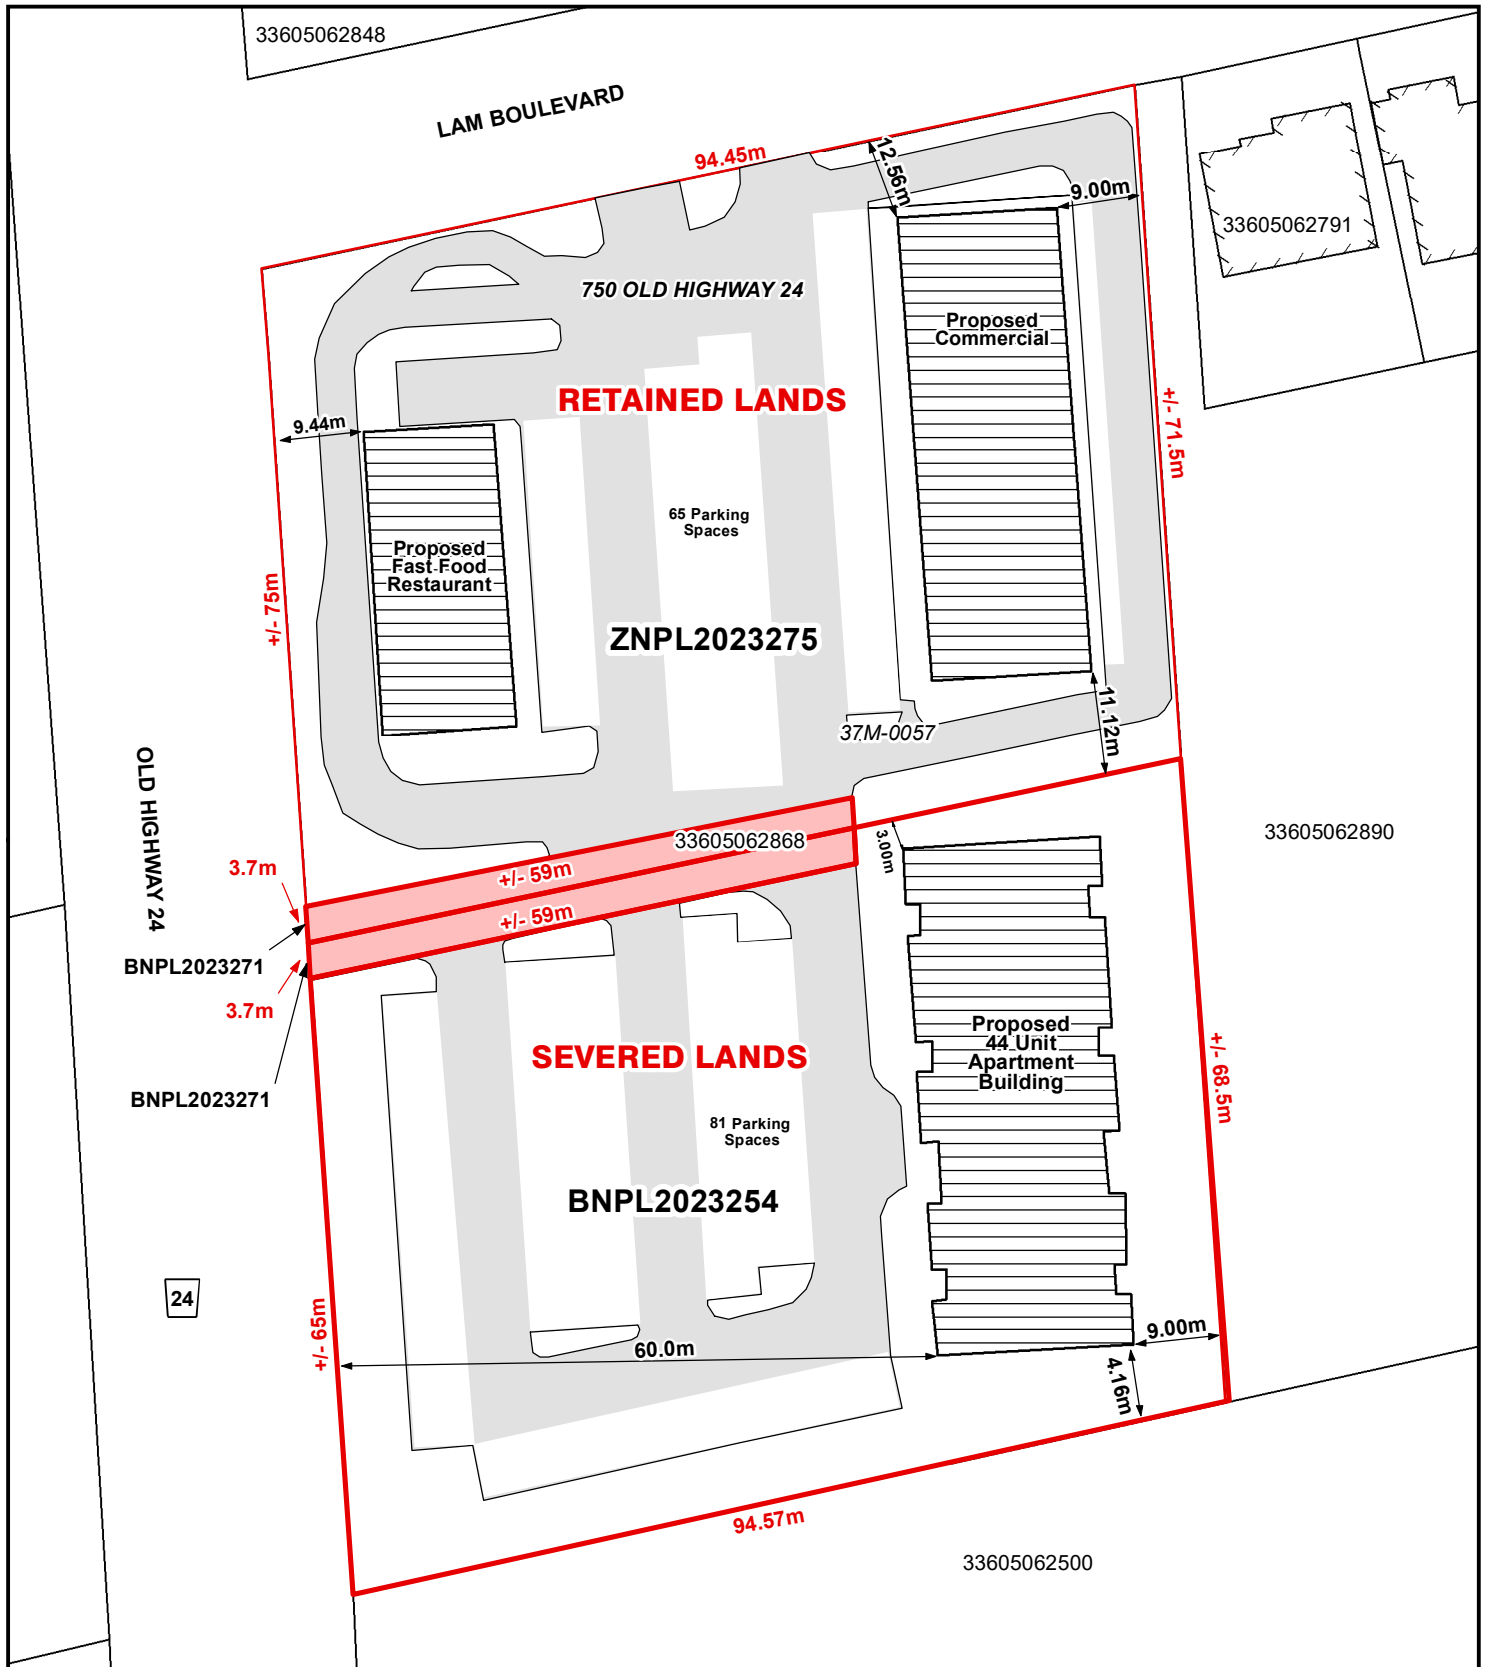 33605062848
LAM BOULEVARD
94.45m
12.56m
9.00m
33605062791
750 OLD HIGHWAY 24
Proposed
Commercial
RETAINED LANDS
+/- 71.5m
9.44m
65 Parking
Spaces
Proposed
Fast Food
Restaurant
+/- 75m
ZNPL2023275
37M-0057
11.12m
OLD HIGHWAY 24
33605062868
3.00m
33605062890
3.7m
+/- 59m
+/- 59m
BNPL2023271
3.7m
Proposed
44 Unit
Apartment
Building
SEVERED LANDS
+/- 68.5m
BNPL2023271
81 Parking
Spaces
BNPL2023254
24
+/- 65m
60.0m
9.00m
4.16m
94.57m
33605062500